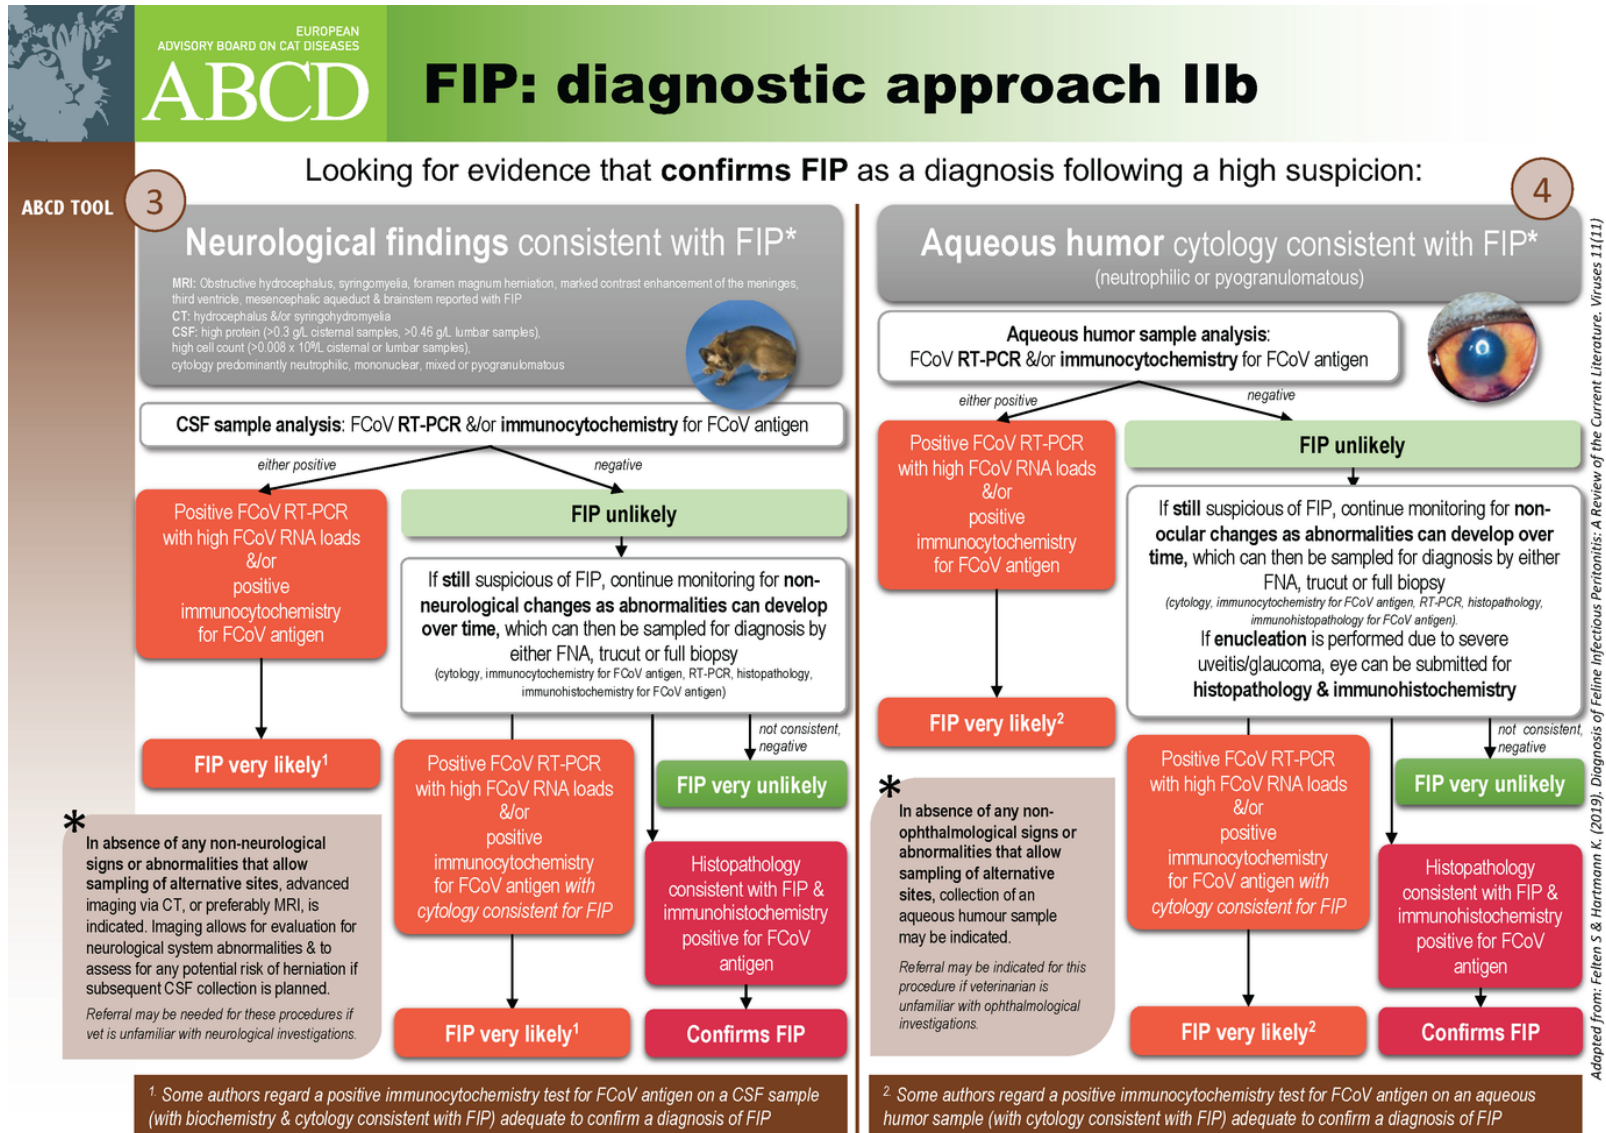 EUROPEAN
ADVISORY BOARD ON CAT DISEASES
ABCD
FIP: diagnostic approach IIb
Looking for evidence that confirms FIP as a diagnosis following a high suspicion:
ABCD TOOL
3
Neurological findings consistent with FIP*
MRI: Obstructive hydrocephalus, syringomyelia, foramen magnum herniation, marked contrast enhancement of the meninges,
third ventricle, mesencephalic aqueduct & brainstem reported with FIP
CT: hydrocephalus &/or syringohydromyelia
CSF: high protein (>0.3 g/L cisternal samples, >0.46 g/L lumbar samples),
high cell count (>0.008 x 10⁹/L cisternal or lumbar samples),
cytology predominantly neutrophilic, mononuclear, mixed or pyogranulomatous
CSF sample analysis: FCoV RT-PCR &/or immunocytochemistry for FCoV antigen
either positive
negative
Positive FCoV RT-PCR
with high FCoV RNA loads
&/or
positive
immunocytochemistry
for FCoV antigen
FIP very likely¹
FIP unlikely
If still suspicious of FIP, continue monitoring for non-
neurological changes as abnormalities can develop
over time, which can then be sampled for diagnosis by
either FNA, trucut or full biopsy
(cytology, immunocytochemistry for FCoV antigen, RT-PCR, histopathology,
immunohistochemistry for FCoV antigen)
not consistent,
negative
Positive FCoV RT-PCR
with high FCoV RNA loads
&/or
positive
immunocytochemistry
for FCoV antigen with
cytology consistent for FIP
FIP very likely¹
FIP very unlikely
Histopathology
consistent with FIP &
immunohistochemistry
positive for FCoV
antigen
Confirms FIP
*
In absence of any non-neurological
signs or abnormalities that allow
sampling of alternative sites, advanced
imaging via CT, or preferably MRI, is
indicated. Imaging allows for evaluation for
neurological system abnormalities & to
assess for any potential risk of herniation if
subsequent CSF collection is planned.
Referral may be needed for these procedures if
vet is unfamiliar with neurological investigations.
1. Some authors regard a positive immunocytochemistry test for FCoV antigen on a CSF sample
(with biochemistry & cytology consistent with FIP) adequate to confirm a diagnosis of FIP
4
Aqueous humor cytology consistent with FIP*
(neutrophilic or pyogranulomatous)
Aqueous humor sample analysis:
FCoV RT-PCR &/or immunocytochemistry for FCoV antigen
either positive
negative
Positive FCoV RT-PCR
with high FCoV RNA loads
&/or
positive
immunocytochemistry
for FCoV antigen
FIP very likely²
FIP unlikely
If still suspicious of FIP, continue monitoring for non-
ocular changes as abnormalities can develop over
time, which can then be sampled for diagnosis by either
FNA, trucut or full biopsy
(cytology, immunocytochemistry for FCoV antigen, RT-PCR, histopathology,
immunohistopathology for FCoV antigen).
If enucleation is performed due to severe
uveitis/glaucoma, eye can be submitted for
histopathology & immunohistochemistry
not consistent,
negative
Positive FCoV RT-PCR
with high FCoV RNA loads
&/or
positive
immunocytochemistry
for FCoV antigen with
cytology consistent for FIP
FIP very likely²
FIP very unlikely
Histopathology
consistent with FIP &
immunohistochemistry
positive for FCoV
antigen
Confirms FIP
*
In absence of any non-
ophthalmological signs or
abnormalities that allow
sampling of alternative
sites, collection of an
aqueous humour sample
may be indicated.
Referral may be indicated for this
procedure if veterinarian is
unfamiliar with ophthalmological
investigations.
2. Some authors regard a positive immunocytochemistry test for FCoV antigen on an aqueous
humor sample (with cytology consistent with FIP) adequate to confirm a diagnosis of FIP
Adapted from: Felten S & Hartmann K. (2019). Diagnosis of Feline Infectious Peritonitis: A Review of the Current Literature. Viruses 11(11)